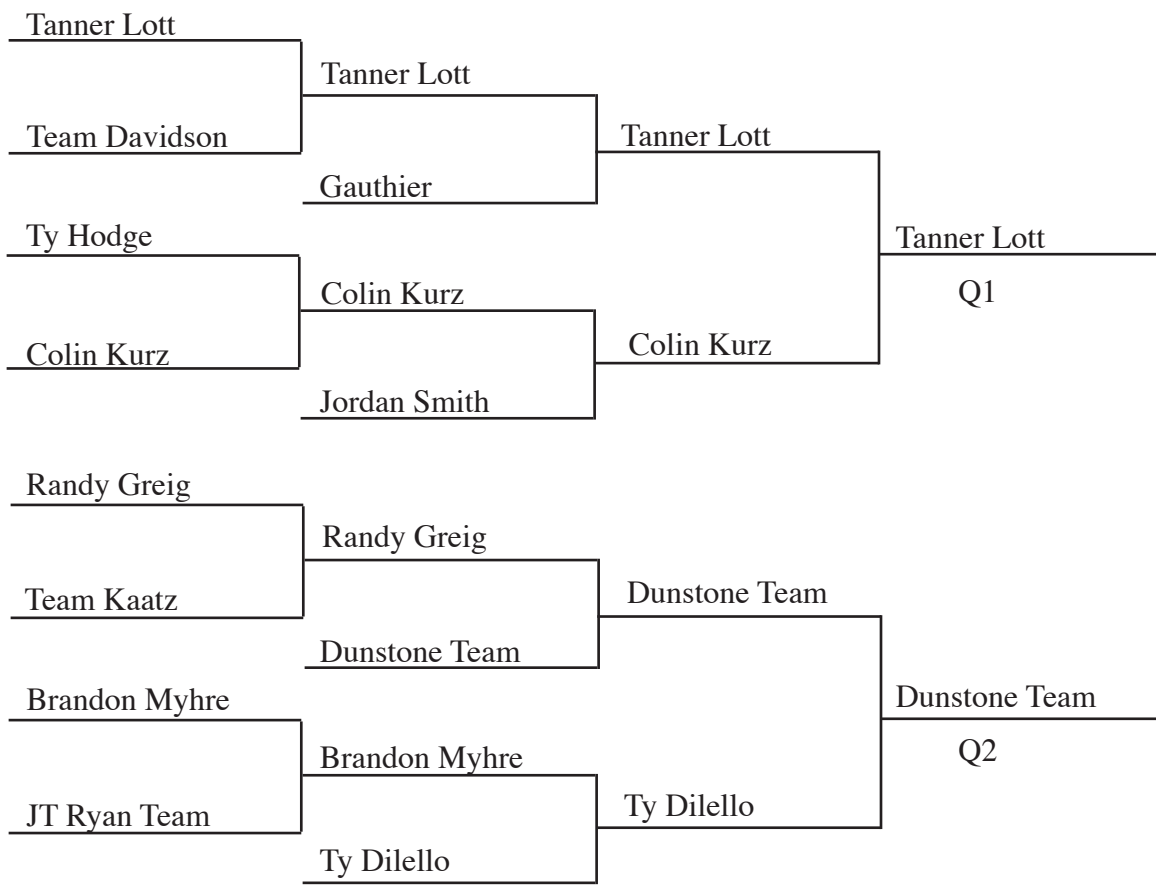 Tanner Lott
Tanner Lott
Team Davidson
Tanner Lott
Gauthier
Ty Hodge
Tanner Lott
Colin Kurz
Q1
Colin Kurz
Colin Kurz
Jordan Smith
Randy Greig
Randy Greig
Team Kaatz
Dunstone Team
Dunstone Team
Brandon Myhre
Dunstone Team
Q2
Brandon Myhre
JT Ryan Team
Ty Dilello
Ty Dilello